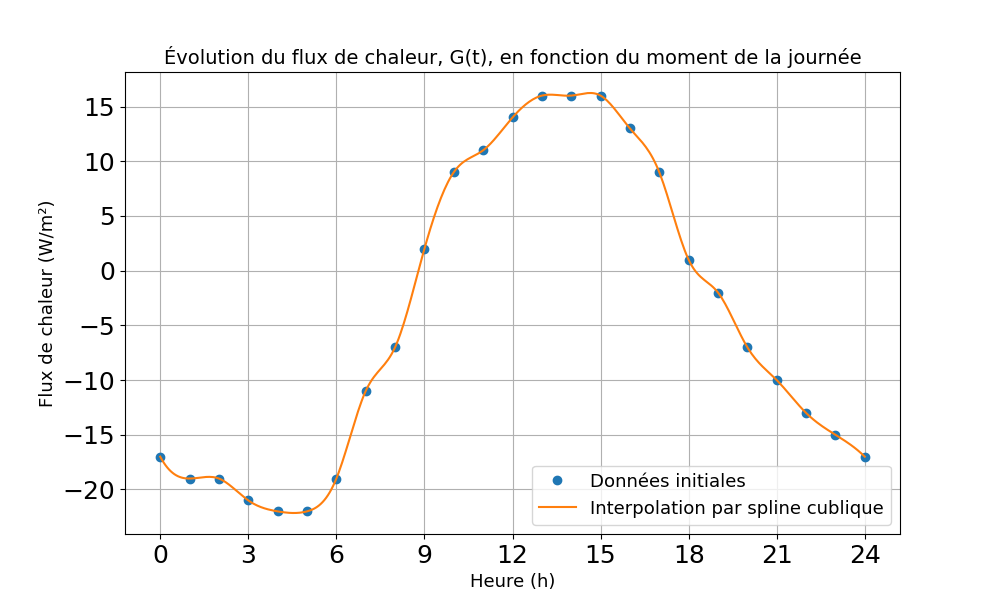 Évolution du flux de chaleur, G(t), en fonction du moment de la journée
Flux de chaleur (W/m²)
15
10
5
0
−5
−10
−15
−20
Données initiales
Interpolation par spline cublique
0 3 6 9 12 15 18 21 24
Heure (h)